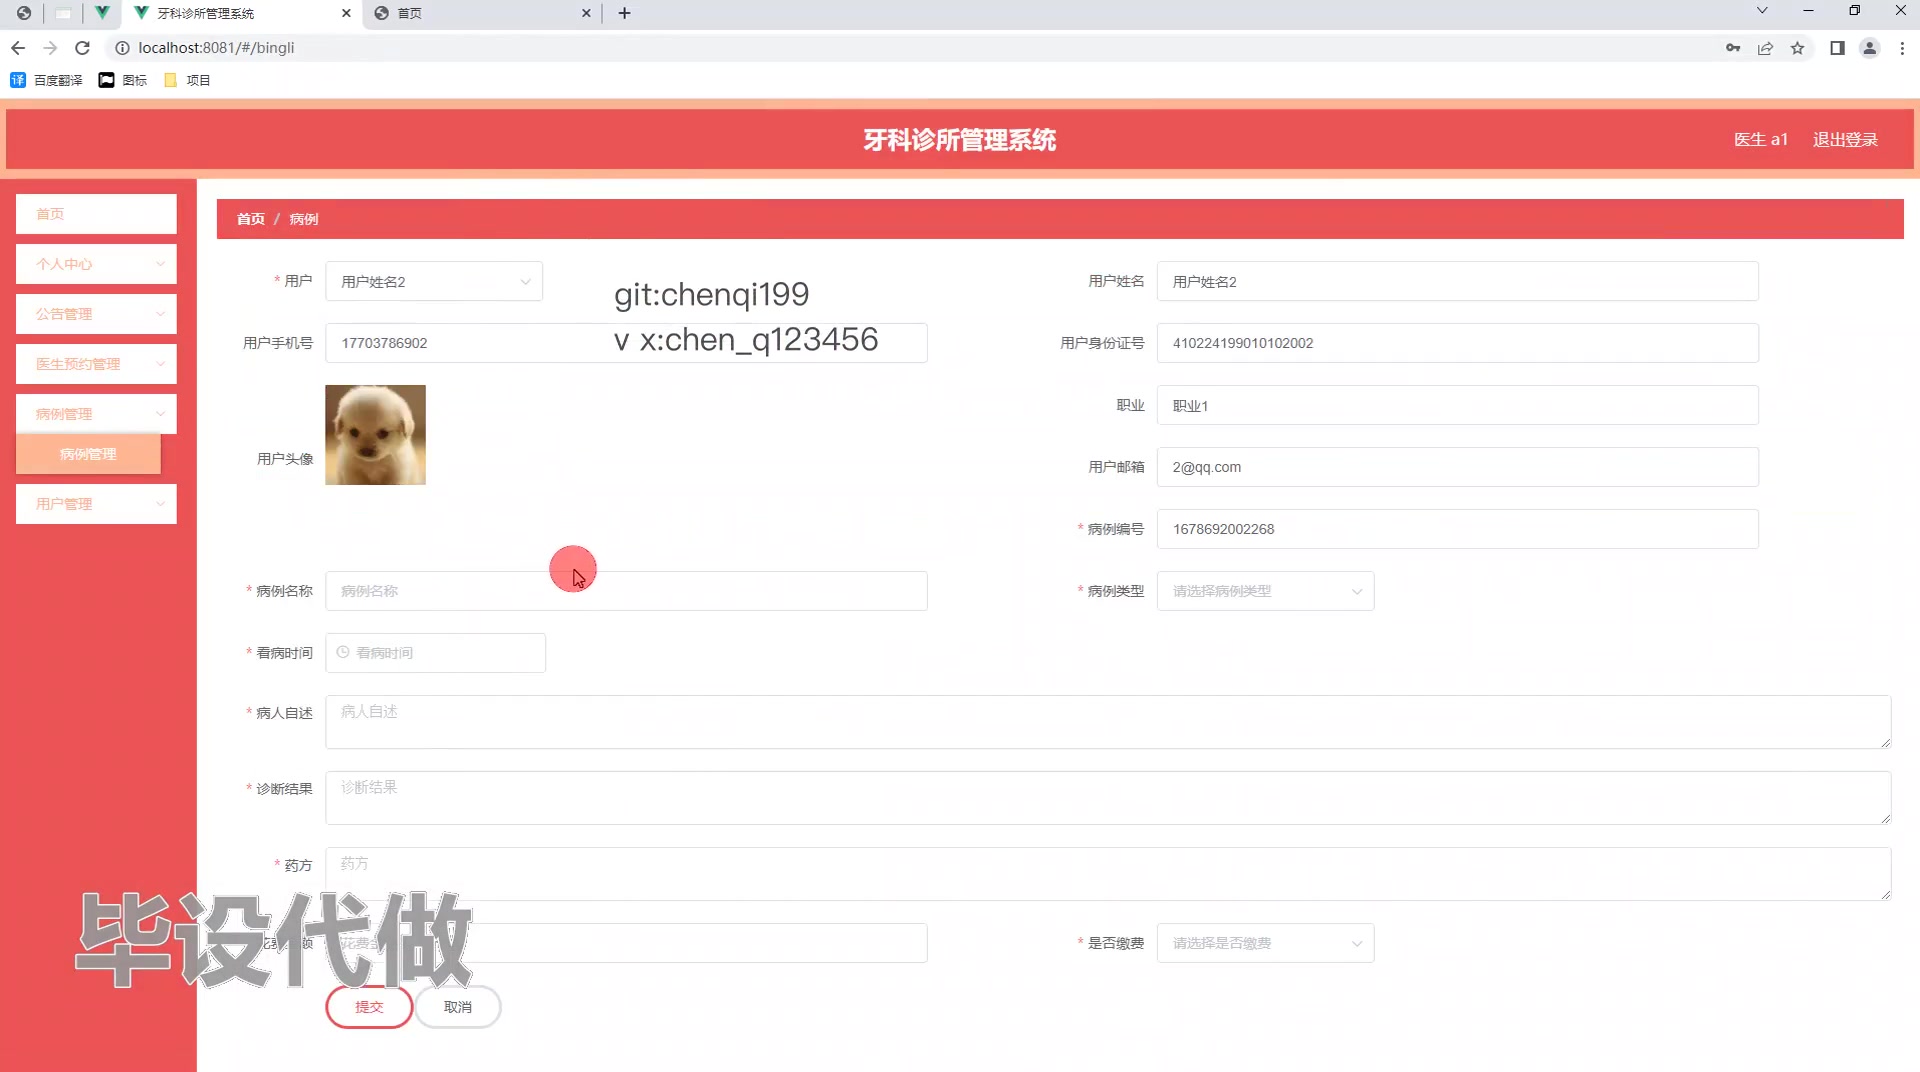 牙科诊所管理系统
首页
localhost:8081/#/bingli
百度翻译
图标
项目
牙科诊所管理系统
医生 a1
退出登录
首页
个人中心
公告管理
医生预约管理
病例管理
病例管理
用户管理
首页 / 病例
* 用户 用户姓名2
用户姓名 用户姓名2
git:chenqi199
用户手机号 17703786902
v x:chen_q123456
用户身份证号 410224199010102002
用户头像
职业 职业1
用户邮箱 2@qq.com
* 病例编号 1678692002268
* 病例名称 病例名称
* 病例类型 请选择病例类型
* 看病时间 看病时间
* 病人自述 病人自述
* 诊断结果 诊断结果
* 药方 药方
* 是否缴费 请选择是否缴费
毕设代做
提交
取消